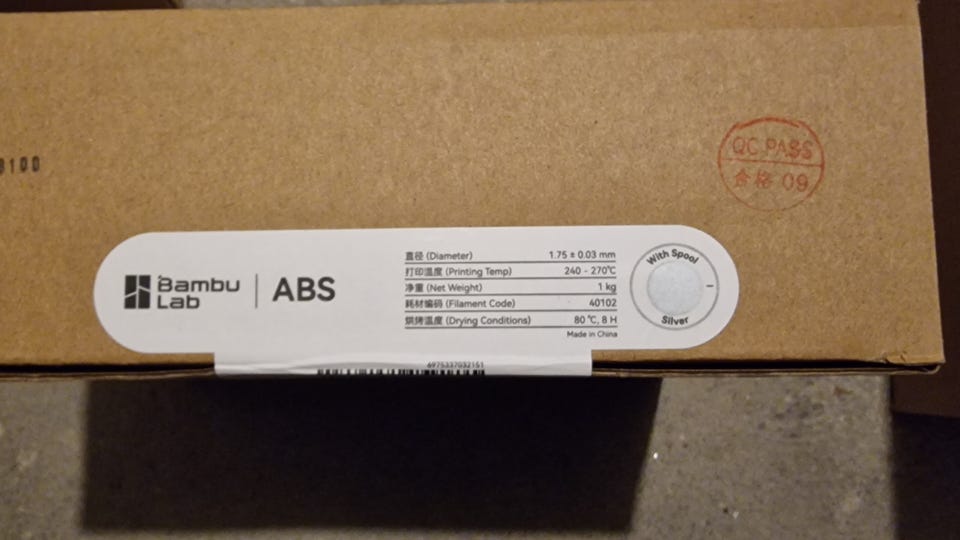 QC PASS
合格 09
Bambu
Lab
ABS
直径 (Diameter) 1.75 ± 0.03 mm
打印温度 (Printing Temp) 240 - 270℃
净重 (Net Weight) 1 kg
耗材编码 (Filament Code) 40102
烘烤温度 (Drying Conditions) 80 ℃, 8 H
Made in China
With Spool
Silver
6975337032151